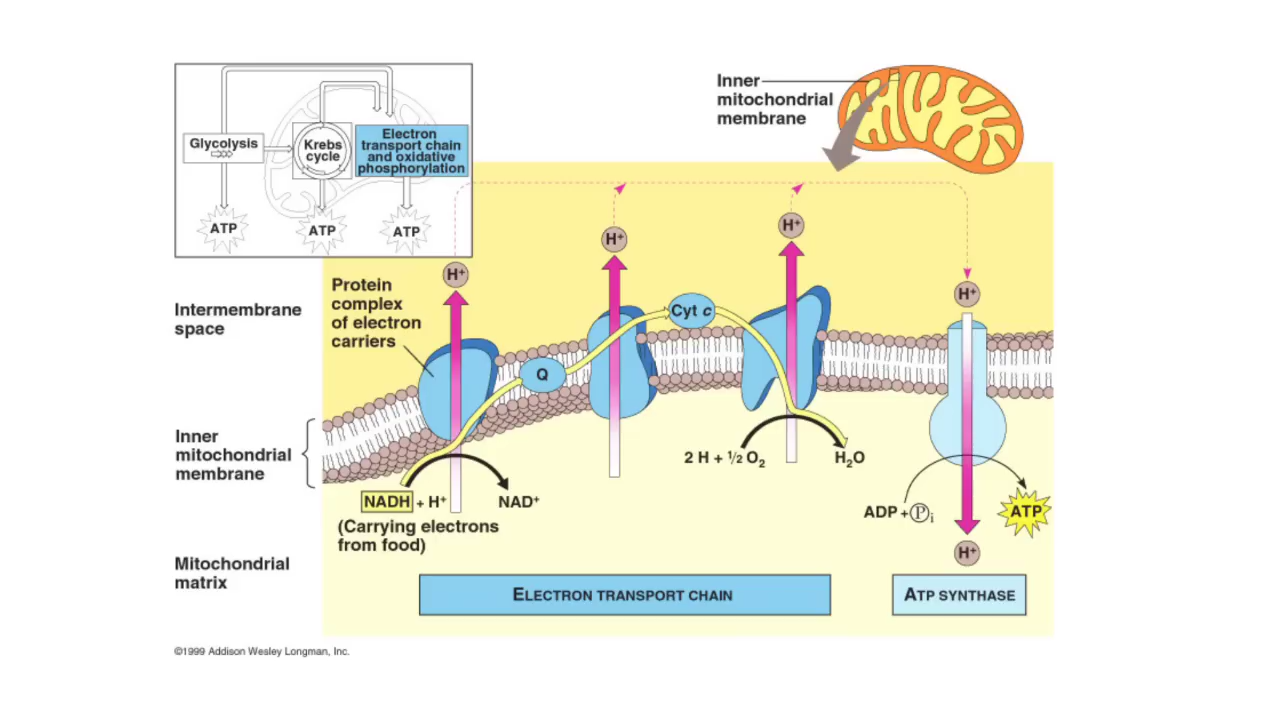 Glycolysis
Krebs
cycle
Electron
transport chain
and oxidative
phosphorylation
ATP
ATP
ATP
Inner
mitochondrial
membrane
H⁺
H⁺
H⁺
H⁺
Protein
complex
of electron
carriers
Intermembrane
space
Cyt c
Q
Inner
mitochondrial
membrane
2 H + ½ O₂
H₂O
NADH + H⁺
NAD⁺
(Carrying electrons
from food)
ADP + Ⓟᵢ
ATP
H⁺
Mitochondrial
matrix
ELECTRON TRANSPORT CHAIN
ATP SYNTHASE
©1999 Addison Wesley Longman, Inc.